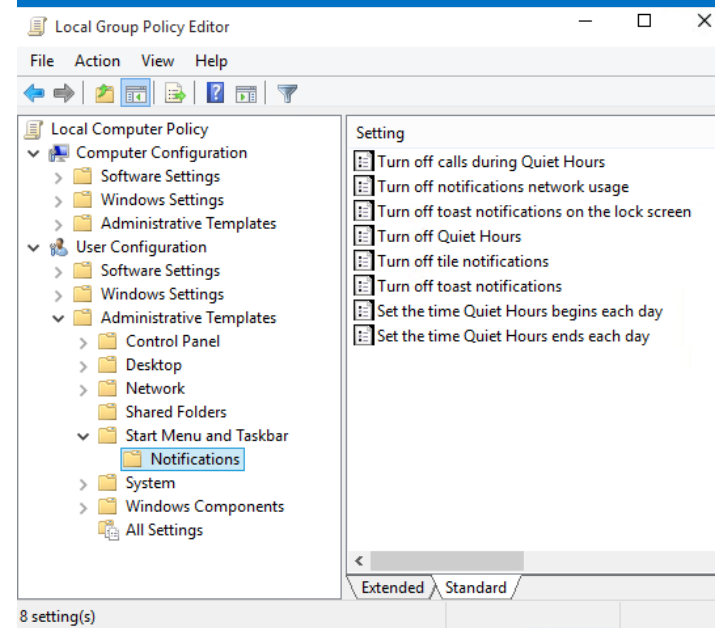 Local Group Policy Editor
File Action View Help
Local Computer Policy
Computer Configuration
Software Settings
Windows Settings
Administrative Templates
User Configuration
Software Settings
Windows Settings
Administrative Templates
Control Panel
Desktop
Network
Shared Folders
Start Menu and Taskbar
Notifications
System
Windows Components
All Settings
Setting
Turn off calls during Quiet Hours
Turn off notifications network usage
Turn off toast notifications on the lock screen
Turn off Quiet Hours
Turn off tile notifications
Turn off toast notifications
Set the time Quiet Hours begins each day
Set the time Quiet Hours ends each day
Extended Standard
8 setting(s)